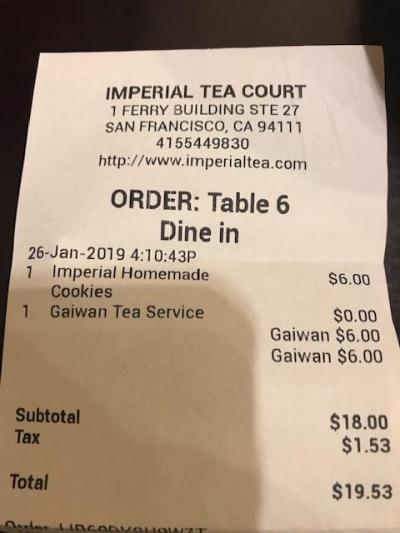 IMPERIAL TEA COURT
1 FERRY BUILDING STE 27
SAN FRANCISCO, CA 94111
4155449830
http://www.imperialtea.com
ORDER: Table 6
Dine in
26-Jan-2019 4:10:43P
1 Imperial Homemade $6.00
Cookies
1 Gaiwan Tea Service $0.00
Gaiwan $6.00
Gaiwan $6.00
Subtotal $18.00
Tax $1.53
Total $19.53
Order